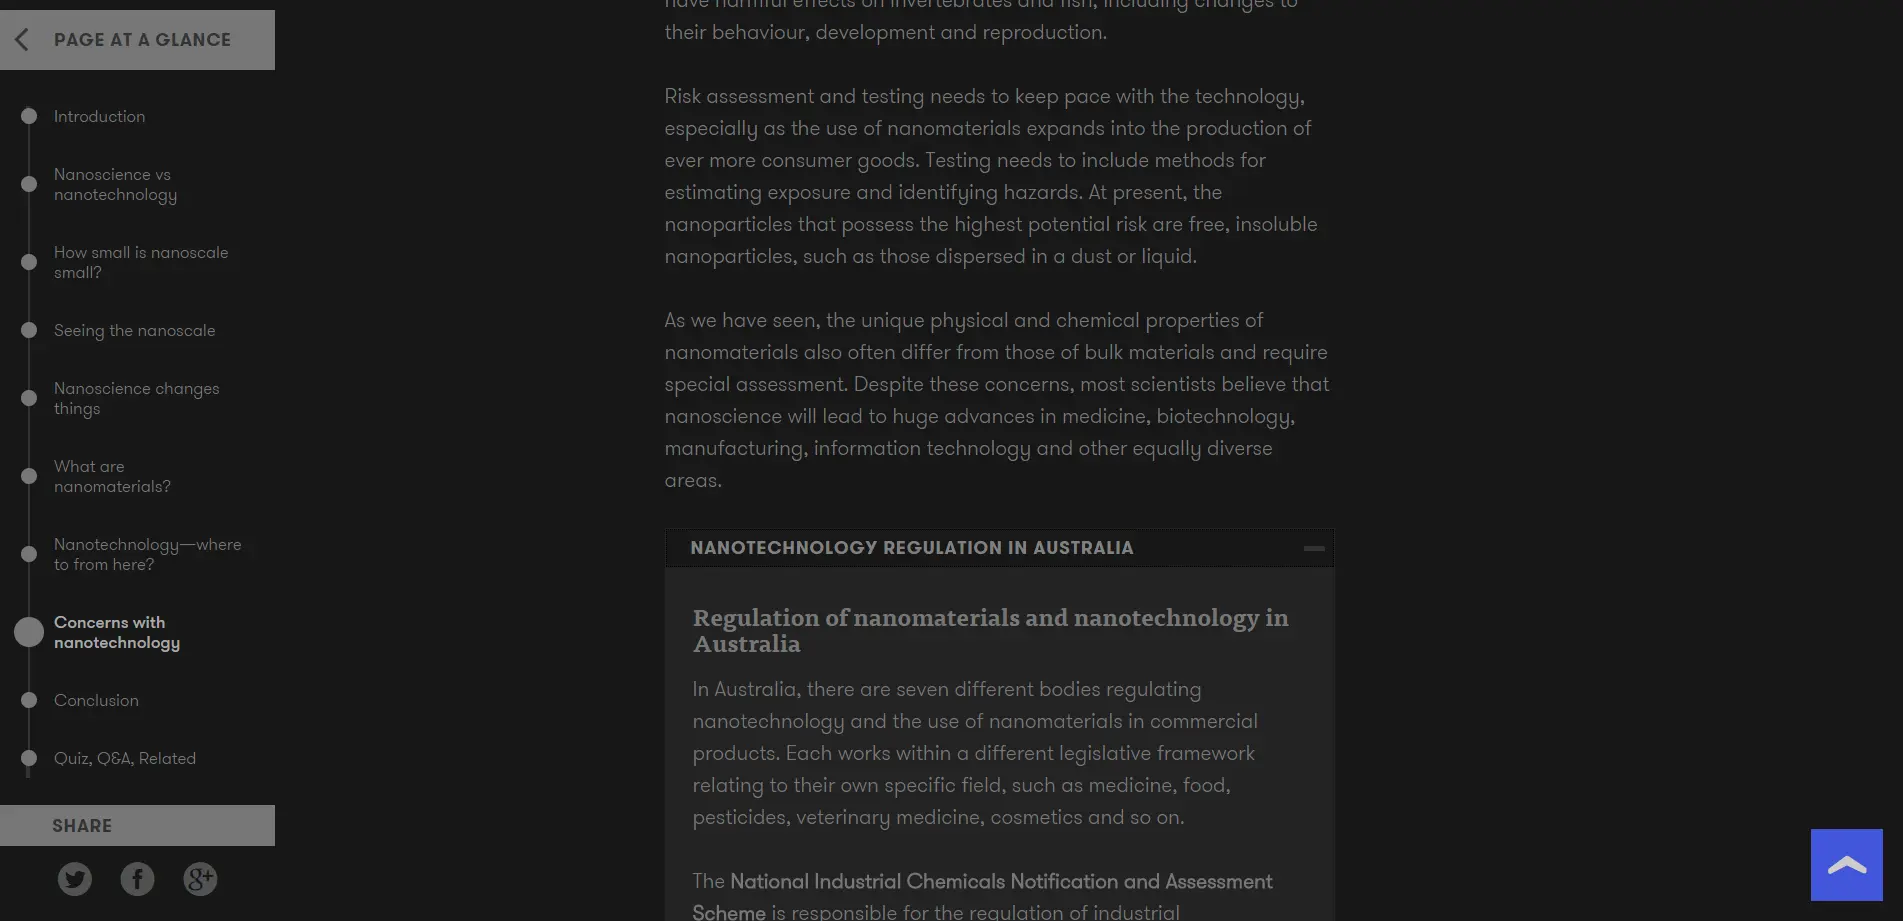 PAGE AT A GLANCE
Introduction
Nanoscience vs
nanotechnology
How small is nanoscale
small?
Seeing the nanoscale
Nanoscience changes
things
What are
nanomaterials?
Nanotechnology—where
to from here?
Concerns with
nanotechnology
Conclusion
Quiz, Q&A, Related
SHARE
have harmful effects on invertebrates and fish, including changes to
their behaviour, development and reproduction.
Risk assessment and testing needs to keep pace with the technology,
especially as the use of nanomaterials expands into the production of
ever more consumer goods. Testing needs to include methods for
estimating exposure and identifying hazards. At present, the
nanoparticles that possess the highest potential risk are free, insoluble
nanoparticles, such as those dispersed in a dust or liquid.
As we have seen, the unique physical and chemical properties of
nanomaterials also often differ from those of bulk materials and require
special assessment. Despite these concerns, most scientists believe that
nanoscience will lead to huge advances in medicine, biotechnology,
manufacturing, information technology and other equally diverse
areas.
NANOTECHNOLOGY REGULATION IN AUSTRALIA
Regulation of nanomaterials and nanotechnology in
Australia
In Australia, there are seven different bodies regulating
nanotechnology and the use of nanomaterials in commercial
products. Each works within a different legislative framework
relating to their own specific field, such as medicine, food,
pesticides, veterinary medicine, cosmetics and so on.
The National Industrial Chemicals Notification and Assessment
Scheme is responsible for the regulation of industrial